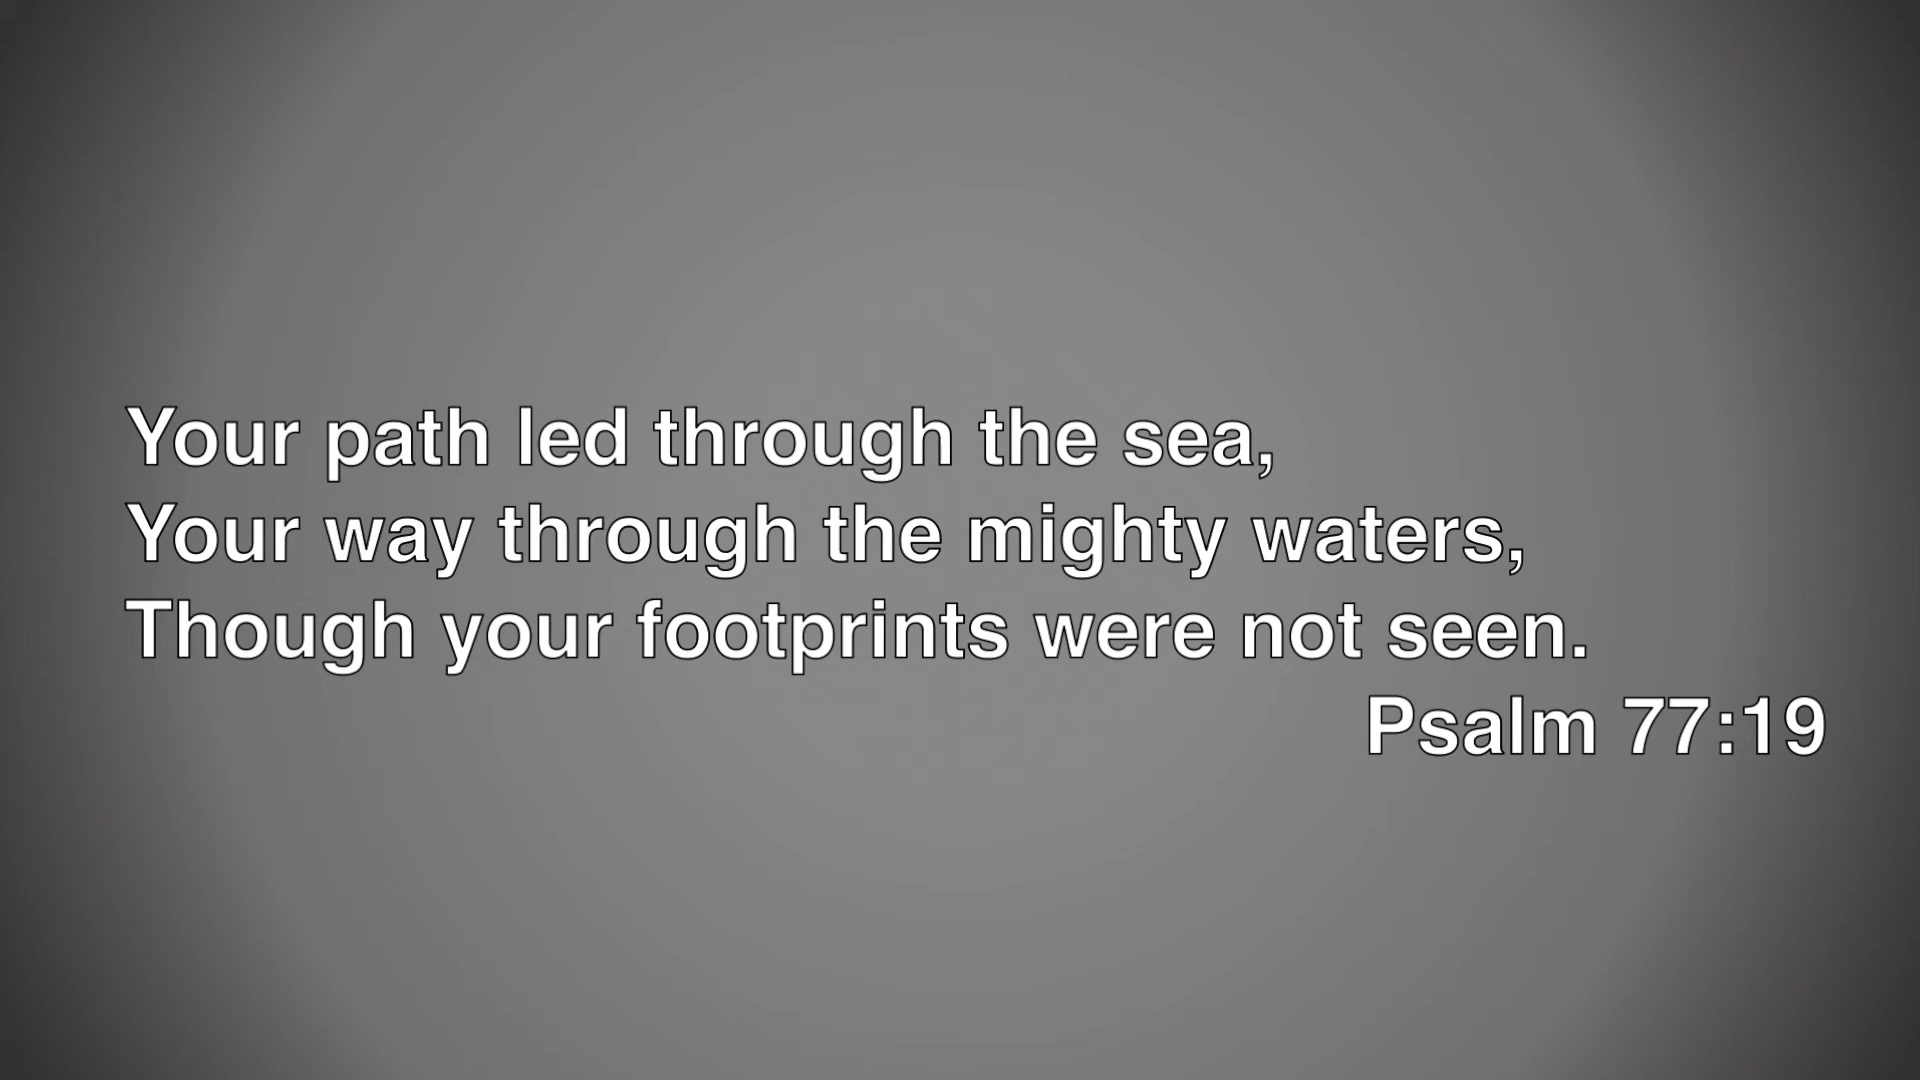 Your path led through the sea,
Your way through the mighty waters,
Though your footprints were not seen.
Psalm 77:19